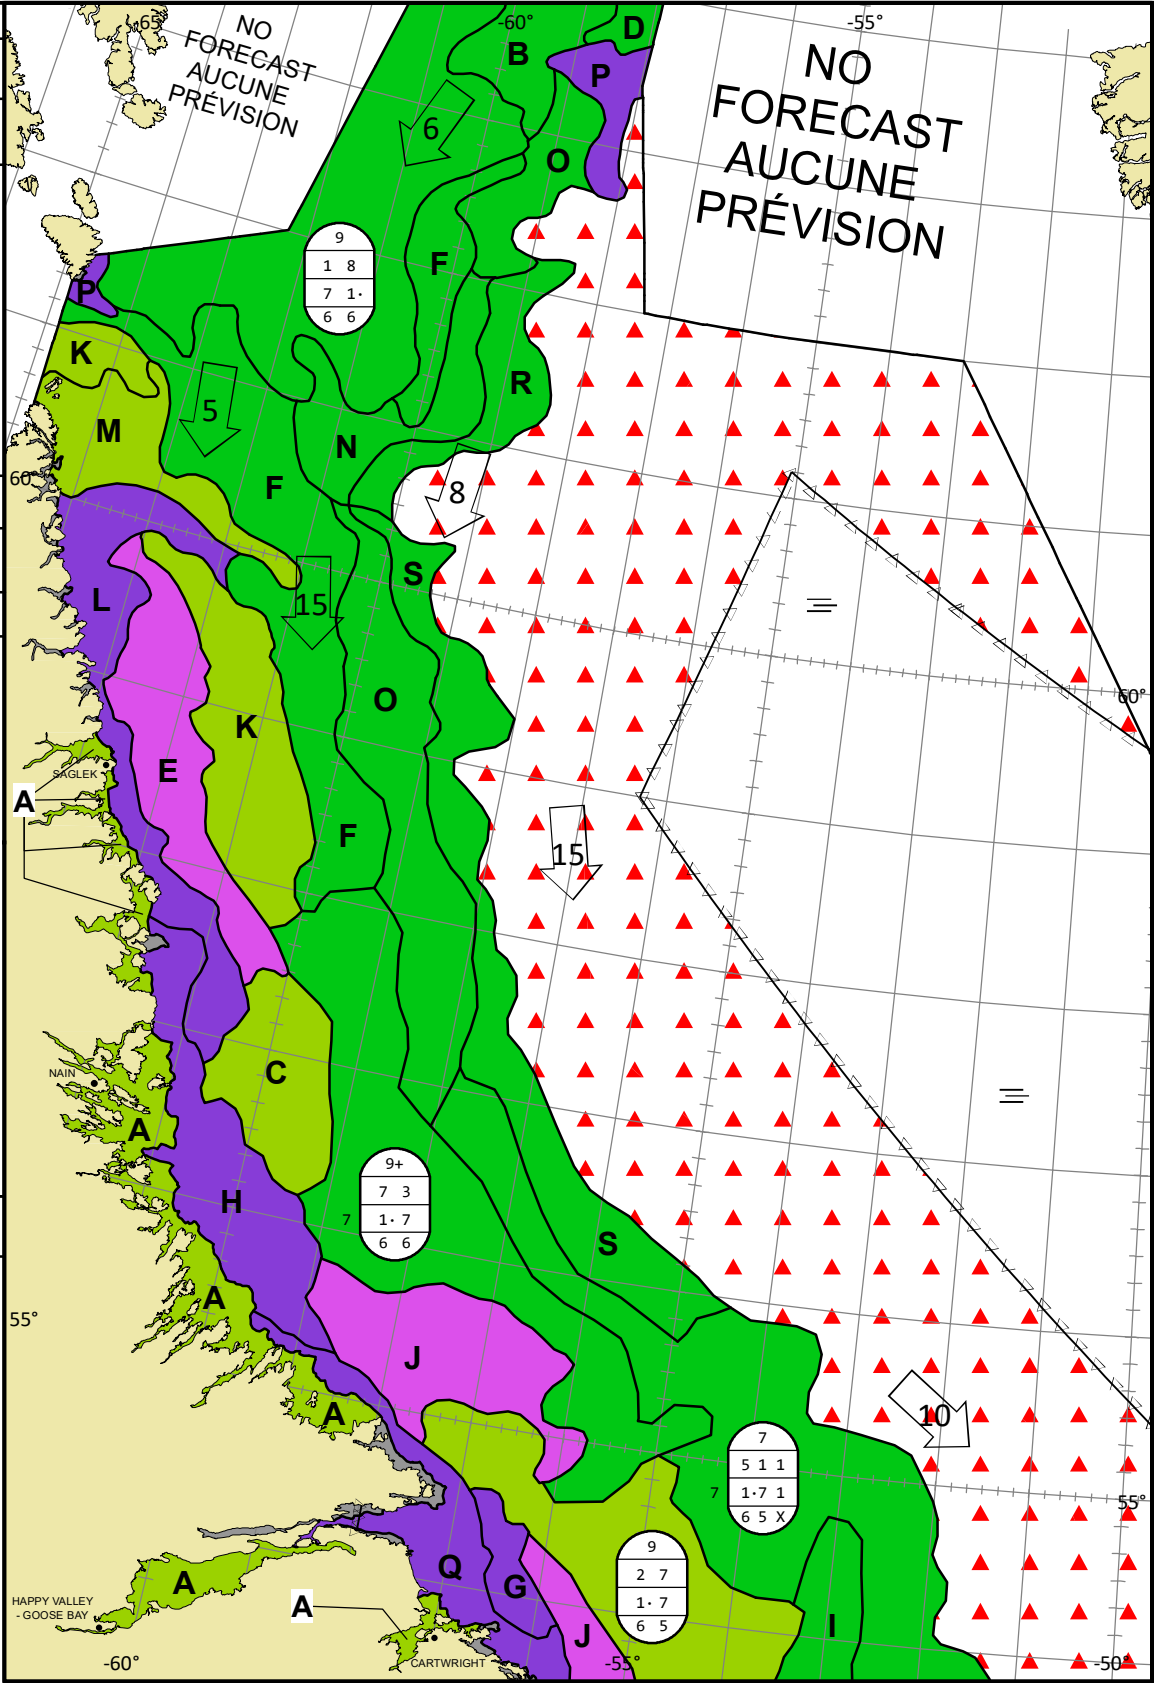 -65°
-60°
-55°
NO
FORECAST
AUCUNE
PRÉVISION
B
D
P
NO
FORECAST
AUCUNE
PRÉVISION
6
O
9
1 8
7 1·
6 6
F
P
K
R
5
M
N
60°
F
8
S
L
15
O
60°
K
E
SAGLEK
A
F
15
C
NAIN
A
9+
7 3
7 1· 7
6 6
H
S
A
55°
J
A
10
7
5 1 1
7 1·7 1
6 5 X
55°
9
2 7
1· 7
6 5
Q
G
A
HAPPY VALLEY
- GOOSE BAY
A
I
J
CARTWRIGHT
-60°
-55°
-50°